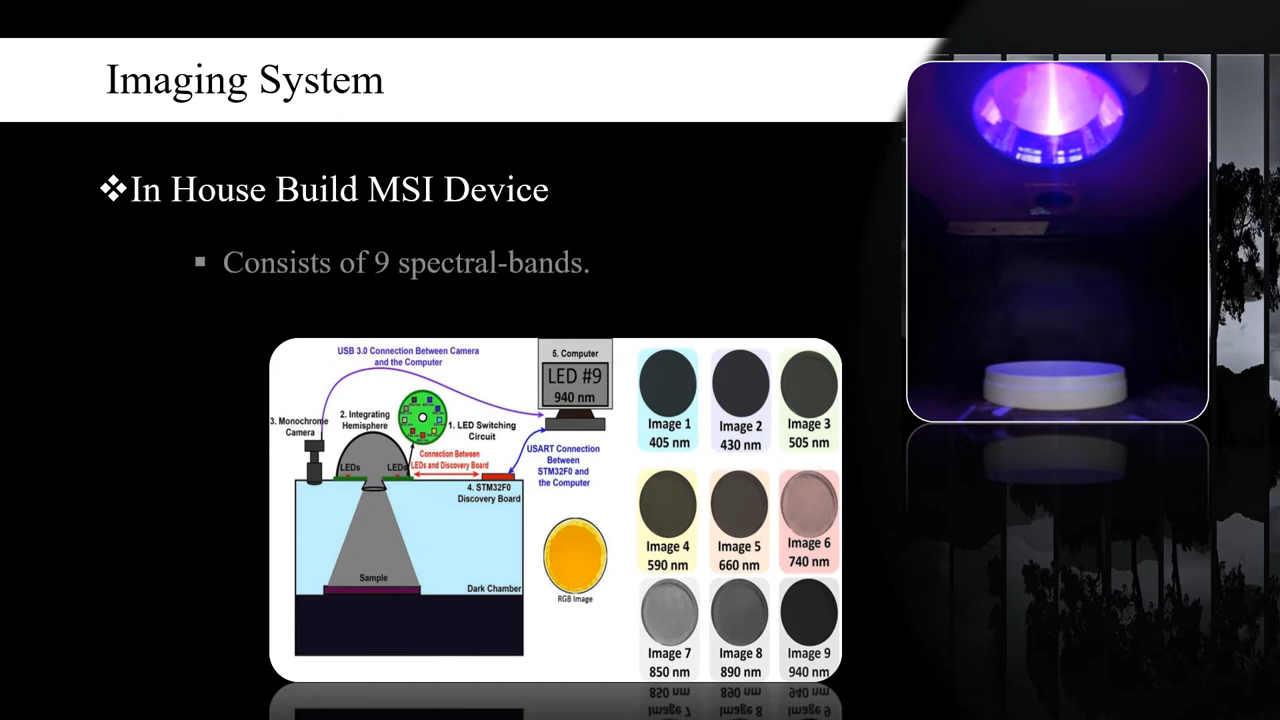 Imaging System
❖In House Build MSI Device
▪ Consists of 9 spectral-bands.
USB 3.0 Connection Between Camera
and the Computer
5. Computer
LED #9
940 nm
3. Monochrome
Camera
2. Integrating
Hemisphere
1. LED Switching
Circuit
LEDs
LEDs
Connection Between
LEDs and Discovery Board
USART Connection
Between
STM32F0 and
the Computer
4. STM32F0
Discovery Board
Sample
Dark Chamber
RGB Image
Image 1
405 nm
Image 2
430 nm
Image 3
505 nm
Image 4
590 nm
Image 5
660 nm
Image 6
740 nm
Image 7
850 nm
Image 8
890 nm
Image 9
940 nm